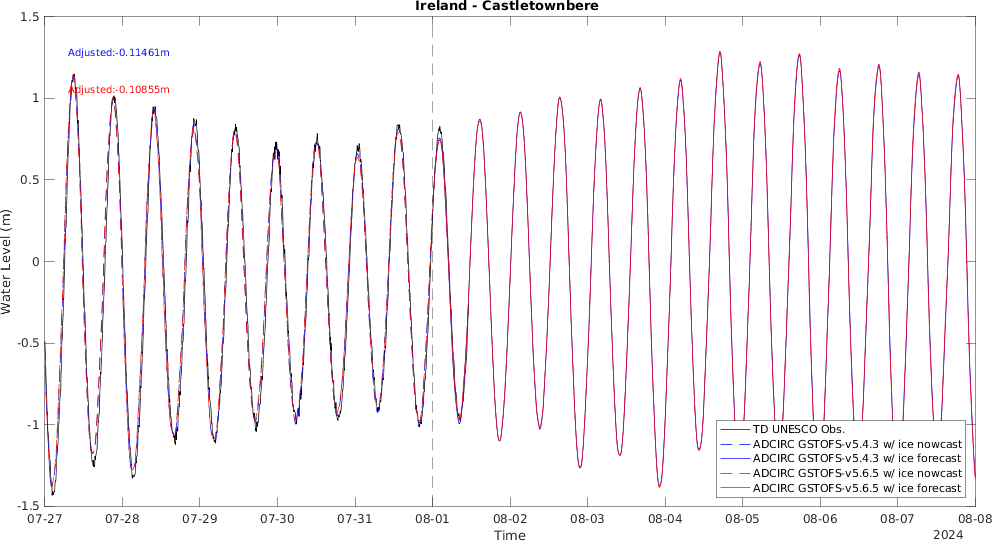 Ireland - Castletownbere
1.5
1
0.5
0
-0.5
-1
-1.5
Water Level (m)
Adjusted:-0.11461m
Adjusted:-0.10855m
TD UNESCO Obs.
ADCIRC GSTOFS-v5.4.3 w/ ice nowcast
ADCIRC GSTOFS-v5.4.3 w/ ice forecast
ADCIRC GSTOFS-v5.6.5 w/ ice nowcast
ADCIRC GSTOFS-v5.6.5 w/ ice forecast
07-27 07-28 07-29 07-30 07-31 08-01 08-02 08-03 08-04 08-05 08-06 08-07 08-08
Time
2024